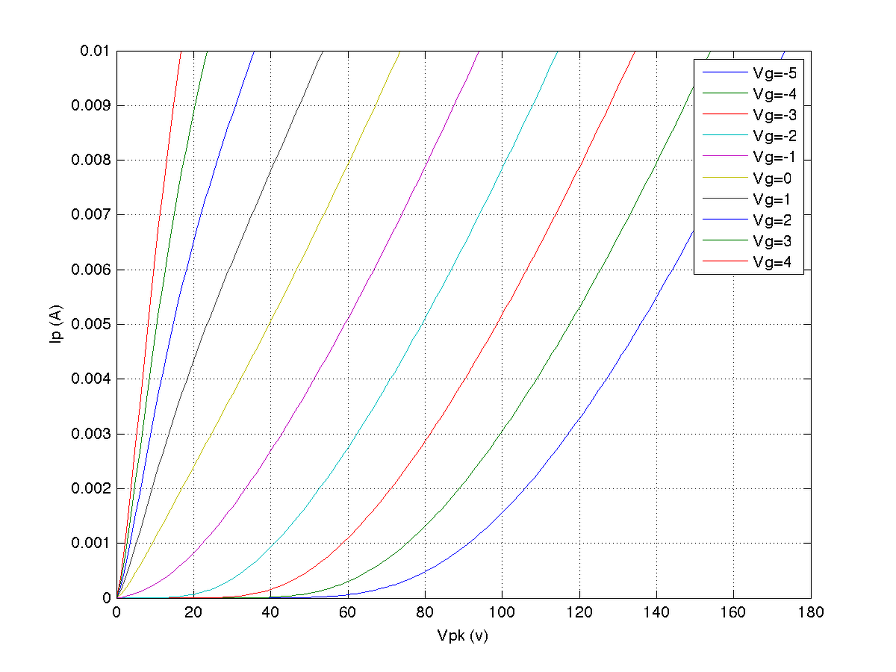 0.01
0.009
0.008
0.007
0.006
0.005
0.004
0.003
0.002
0.001
0
Ip (A)
Vg=-5
Vg=-4
Vg=-3
Vg=-2
Vg=-1
Vg=0
Vg=1
Vg=2
Vg=3
Vg=4
0 20 40 60 80 100 120 140 160 180
Vpk (v)